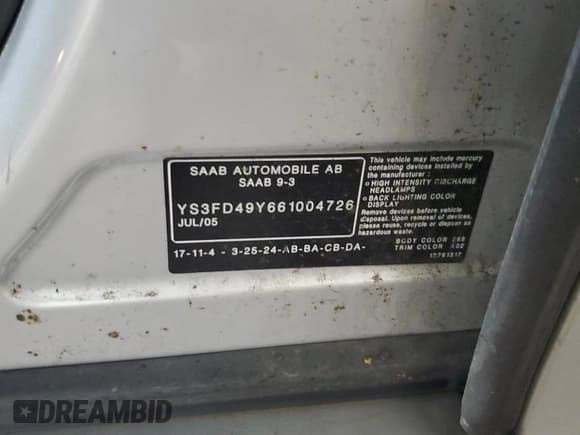 SAAB AUTOMOBILE AB
SAAB 9-3
YS3FD49Y661004726
JUL/05
17-11-4 - 3-25-24-AB-BA-CB-DA-
This vehicle may include mercury
containing devices installed by
the manufacturer:
HIGH INTENSITY DISCHARGE
HEADLAMPS
BACK LIGHTING COLOR
DISPLAY
Remove devices before vehicle
disposal. Upon removal of devices,
please reuse, recycle or dispose as
hazardous waste.
BODY COLOR
TRIM COLOR
DREAMBID